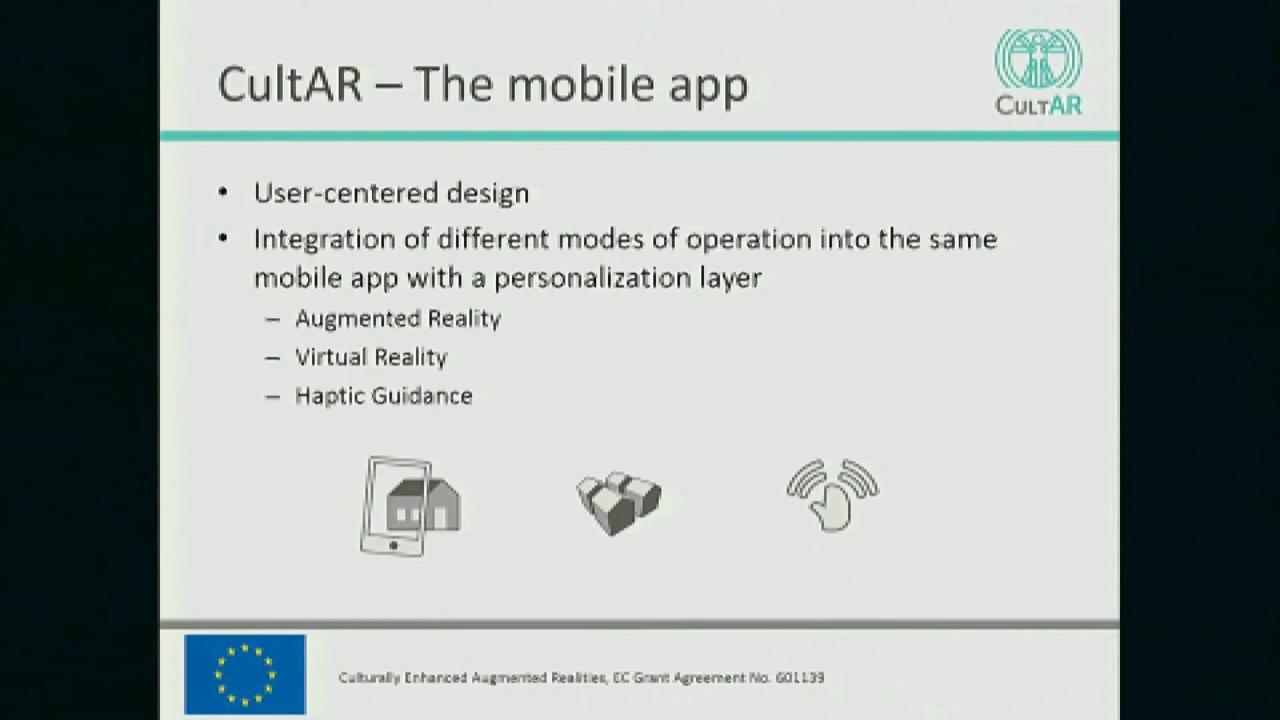 CultAR – The mobile app
CULTAR
• User-centered design
• Integration of different modes of operation into the same
mobile app with a personalization layer
– Augmented Reality
– Virtual Reality
– Haptic Guidance
Culturally Enhanced Augmented Realities, EC Grant Agreement No. 601139